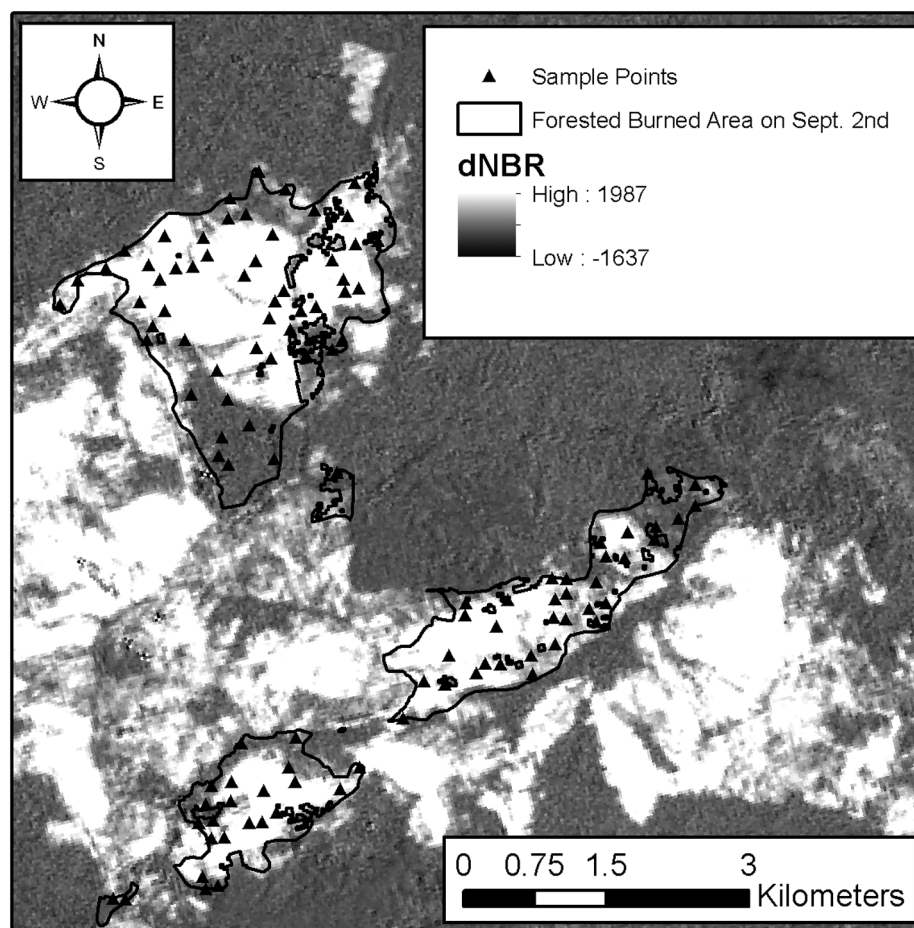 N
W E
S
Sample Points
Forested Burned Area on Sept. 2nd
dNBR
High : 1987
Low : -1637
0 0.75 1.5 3
Kilometers